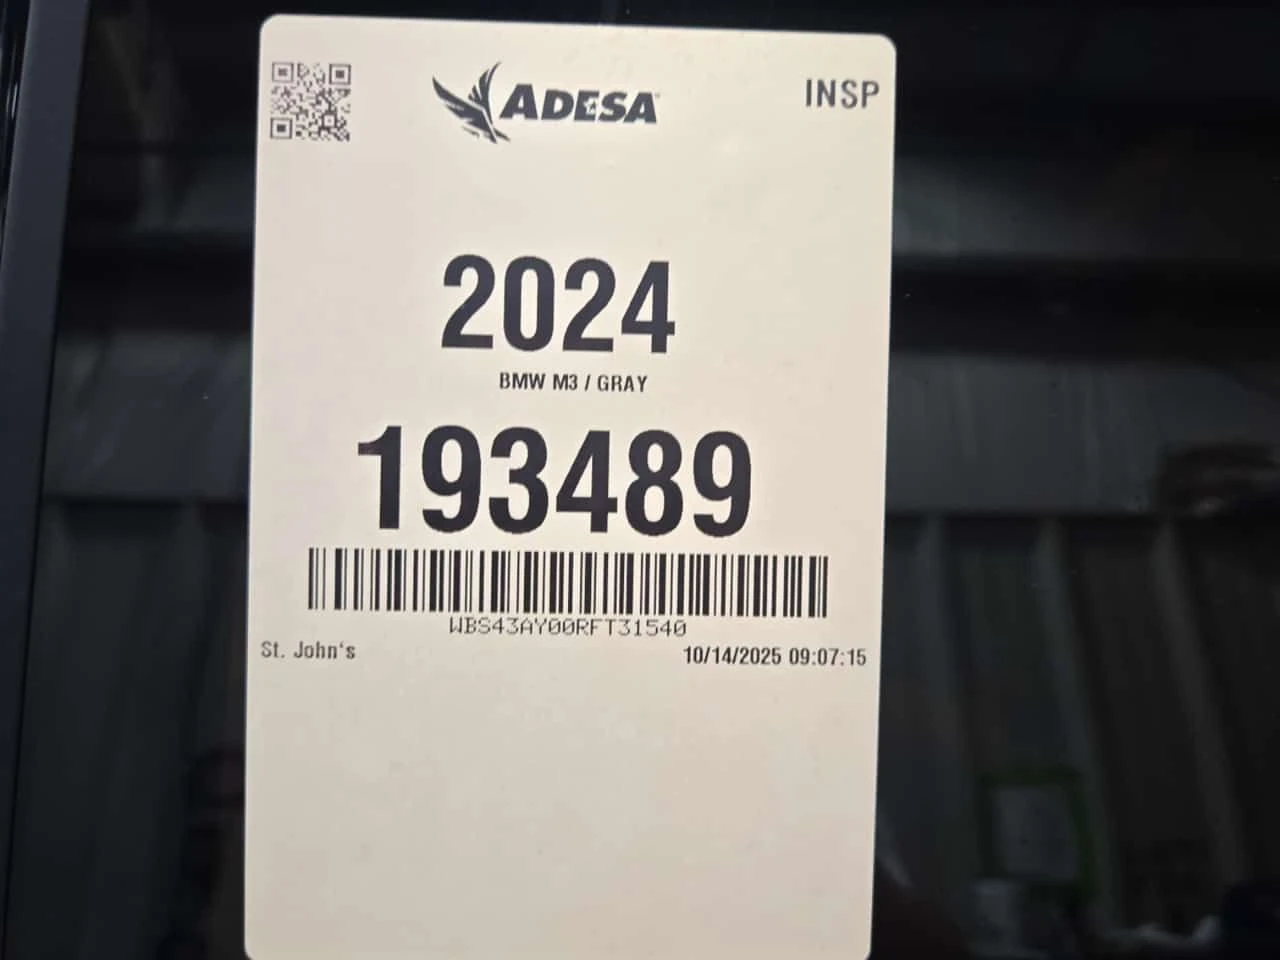 ADESA
INSP
2024
BMW M3 / GRAY
193489
WBS43AY00RFT31540
St. John's
10/14/2025 09:07:15